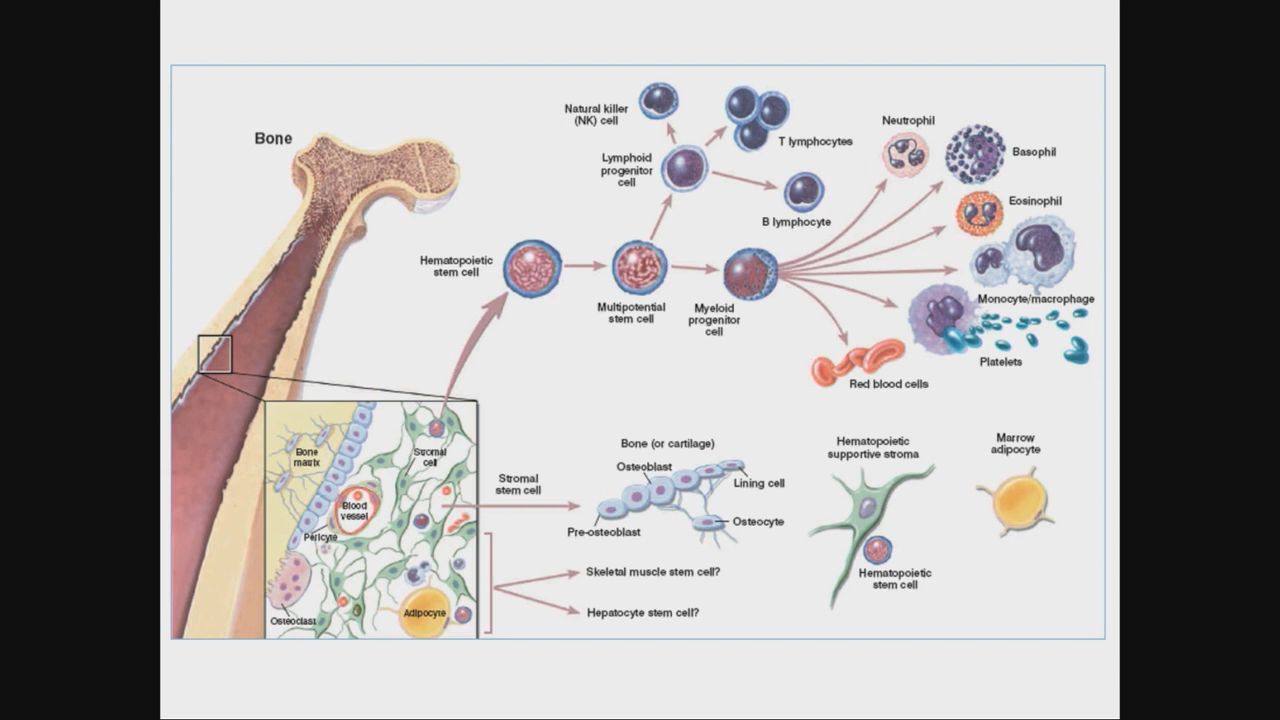 Bone
Natural killer
(NK) cell
T lymphocytes
Lymphoid
progenitor
cell
B lymphocyte
Neutrophil
Basophil
Eosinophil
Monocyte/macrophage
Platelets
Red blood cells
Hematopoietic
stem cell
Multipotential
stem cell
Myeloid
progenitor
cell
Bone
matrix
Stromal
cell
Blood
vessel
Pericyte
Osteoclast
Adipocyte
Stromal
stem cell
Bone (or cartilage)
Osteoblast
Lining cell
Pre-osteoblast
Osteocyte
Skeletal muscle stem cell?
Hepatocyte stem cell?
Hematopoietic
supportive stroma
Hematopoietic
stem cell
Marrow
adipocyte